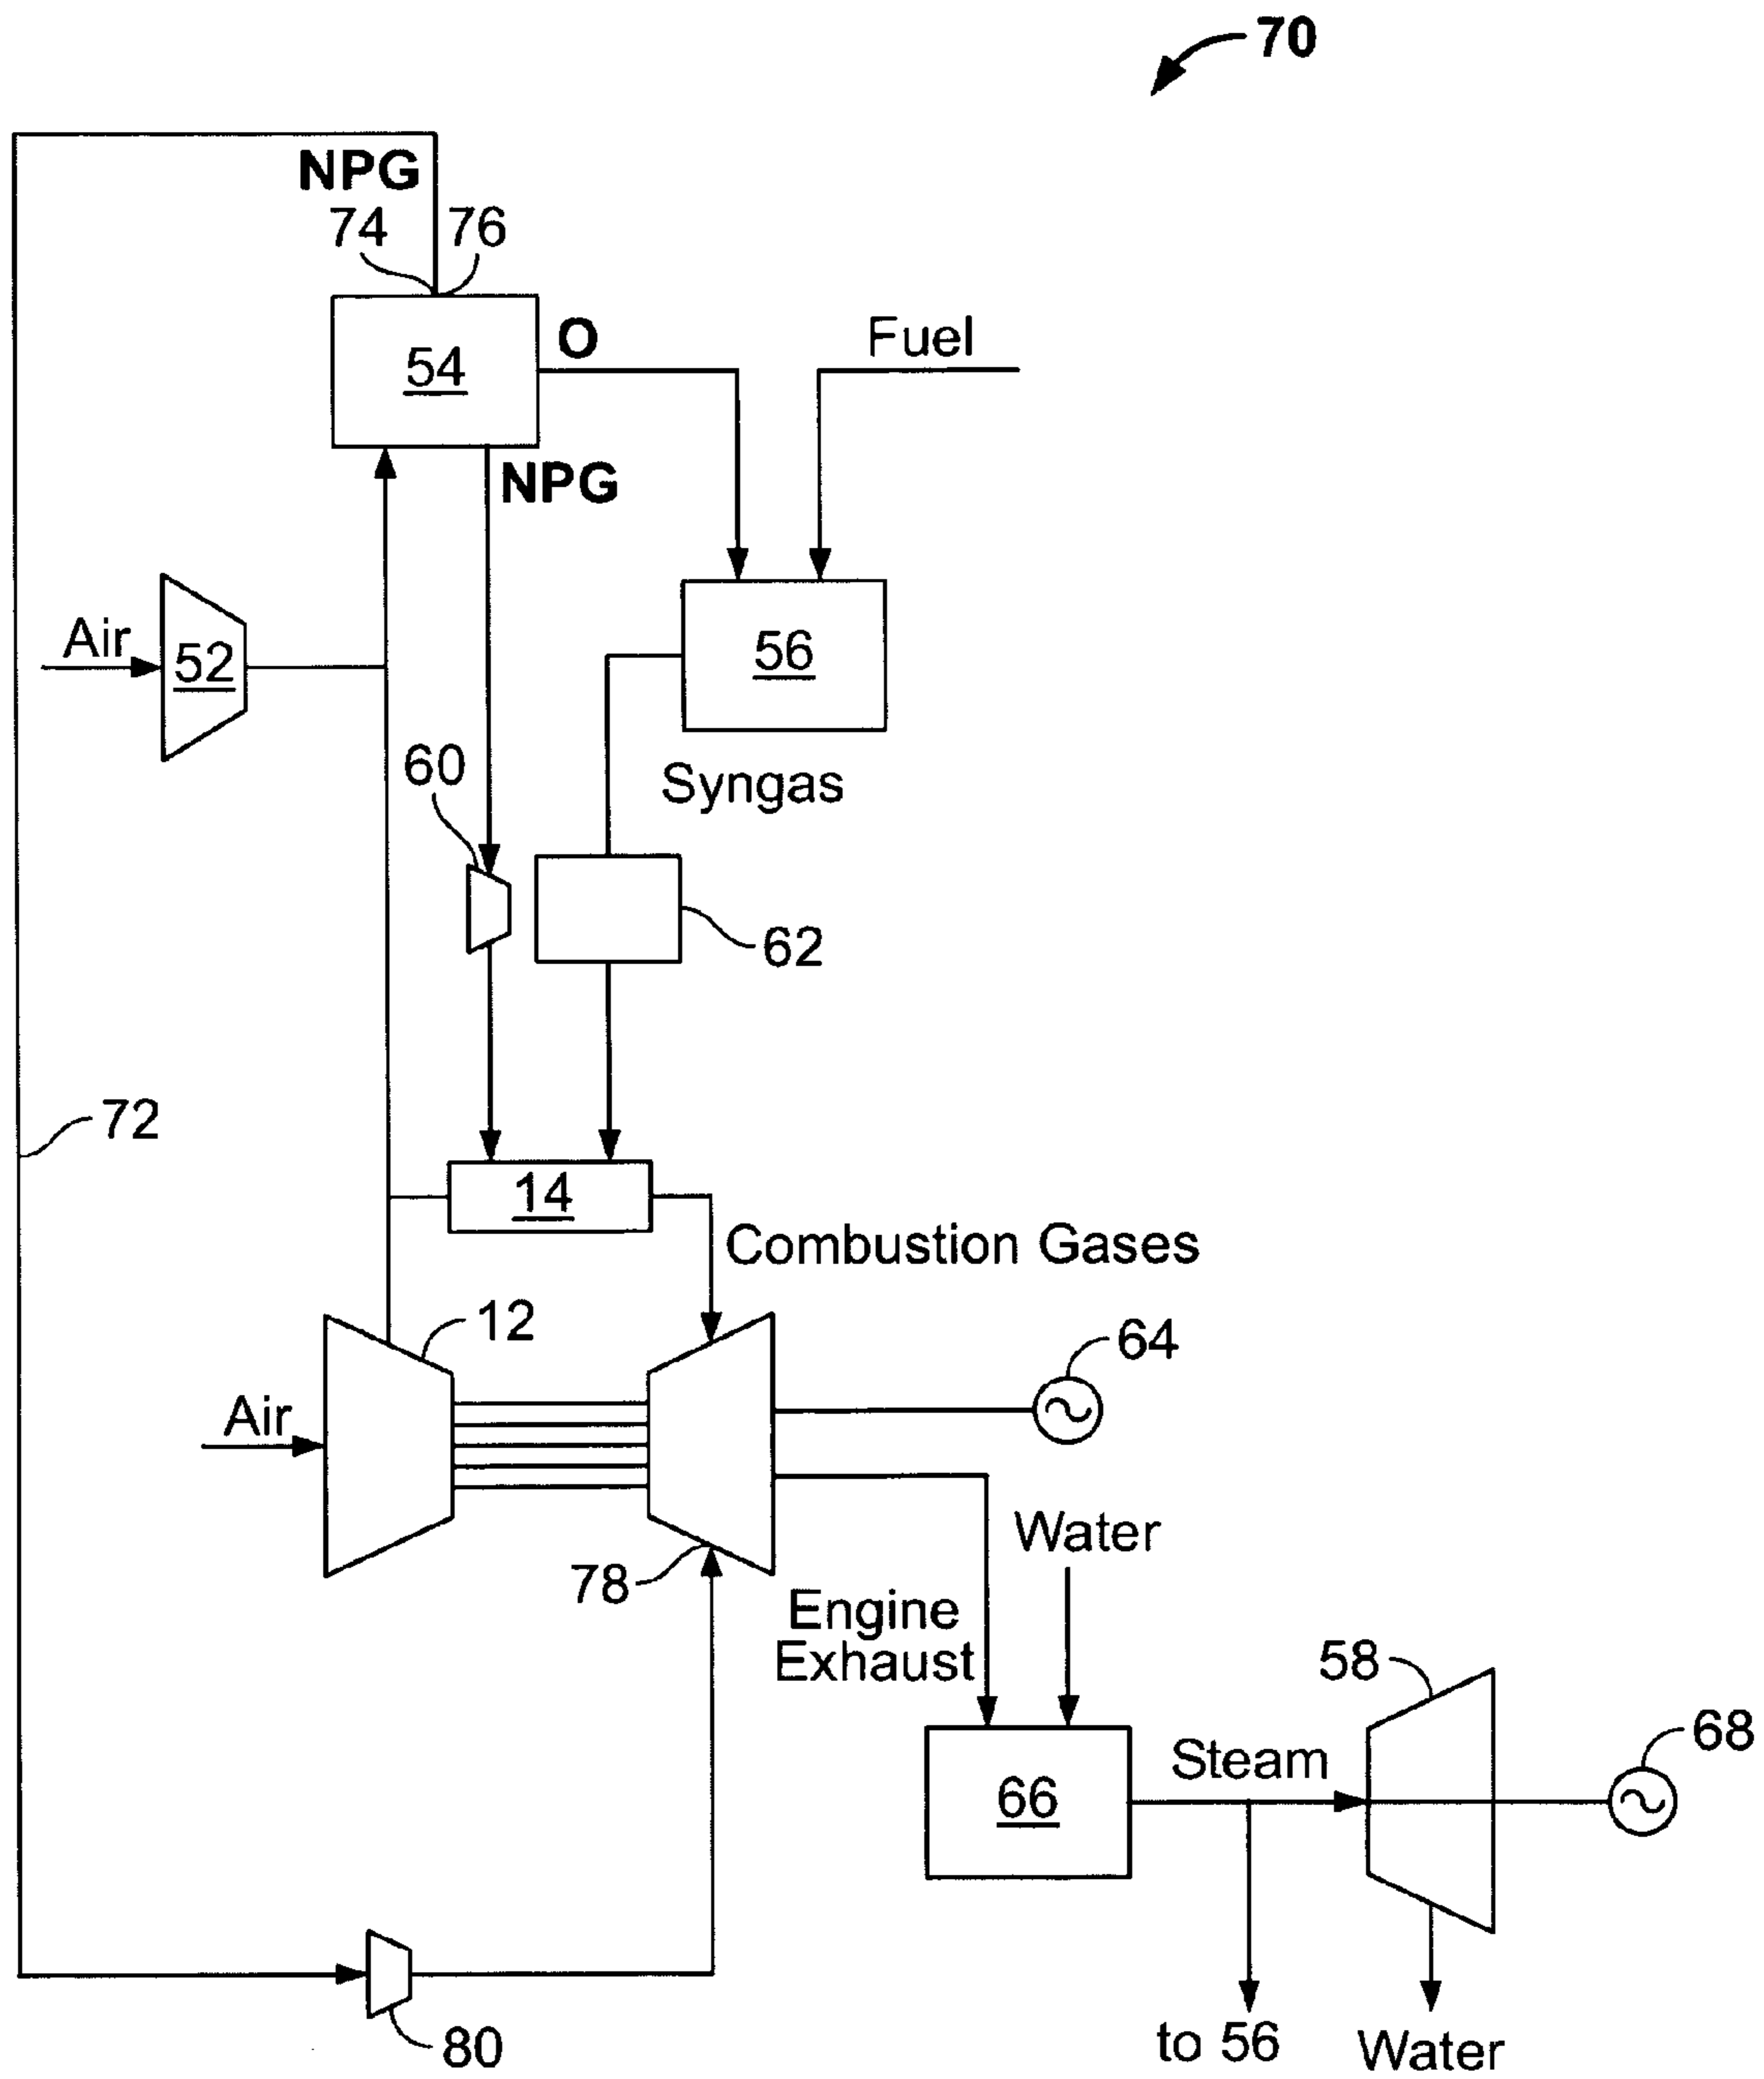 70
NPG
74
76
54
O
Fuel
NPG
Air
52
56
60
Syngas
62
72
14
Combustion Gases
12
64
Air
Water
78
Engine
Exhaust
58
68
Steam
66
80
to 56
Water